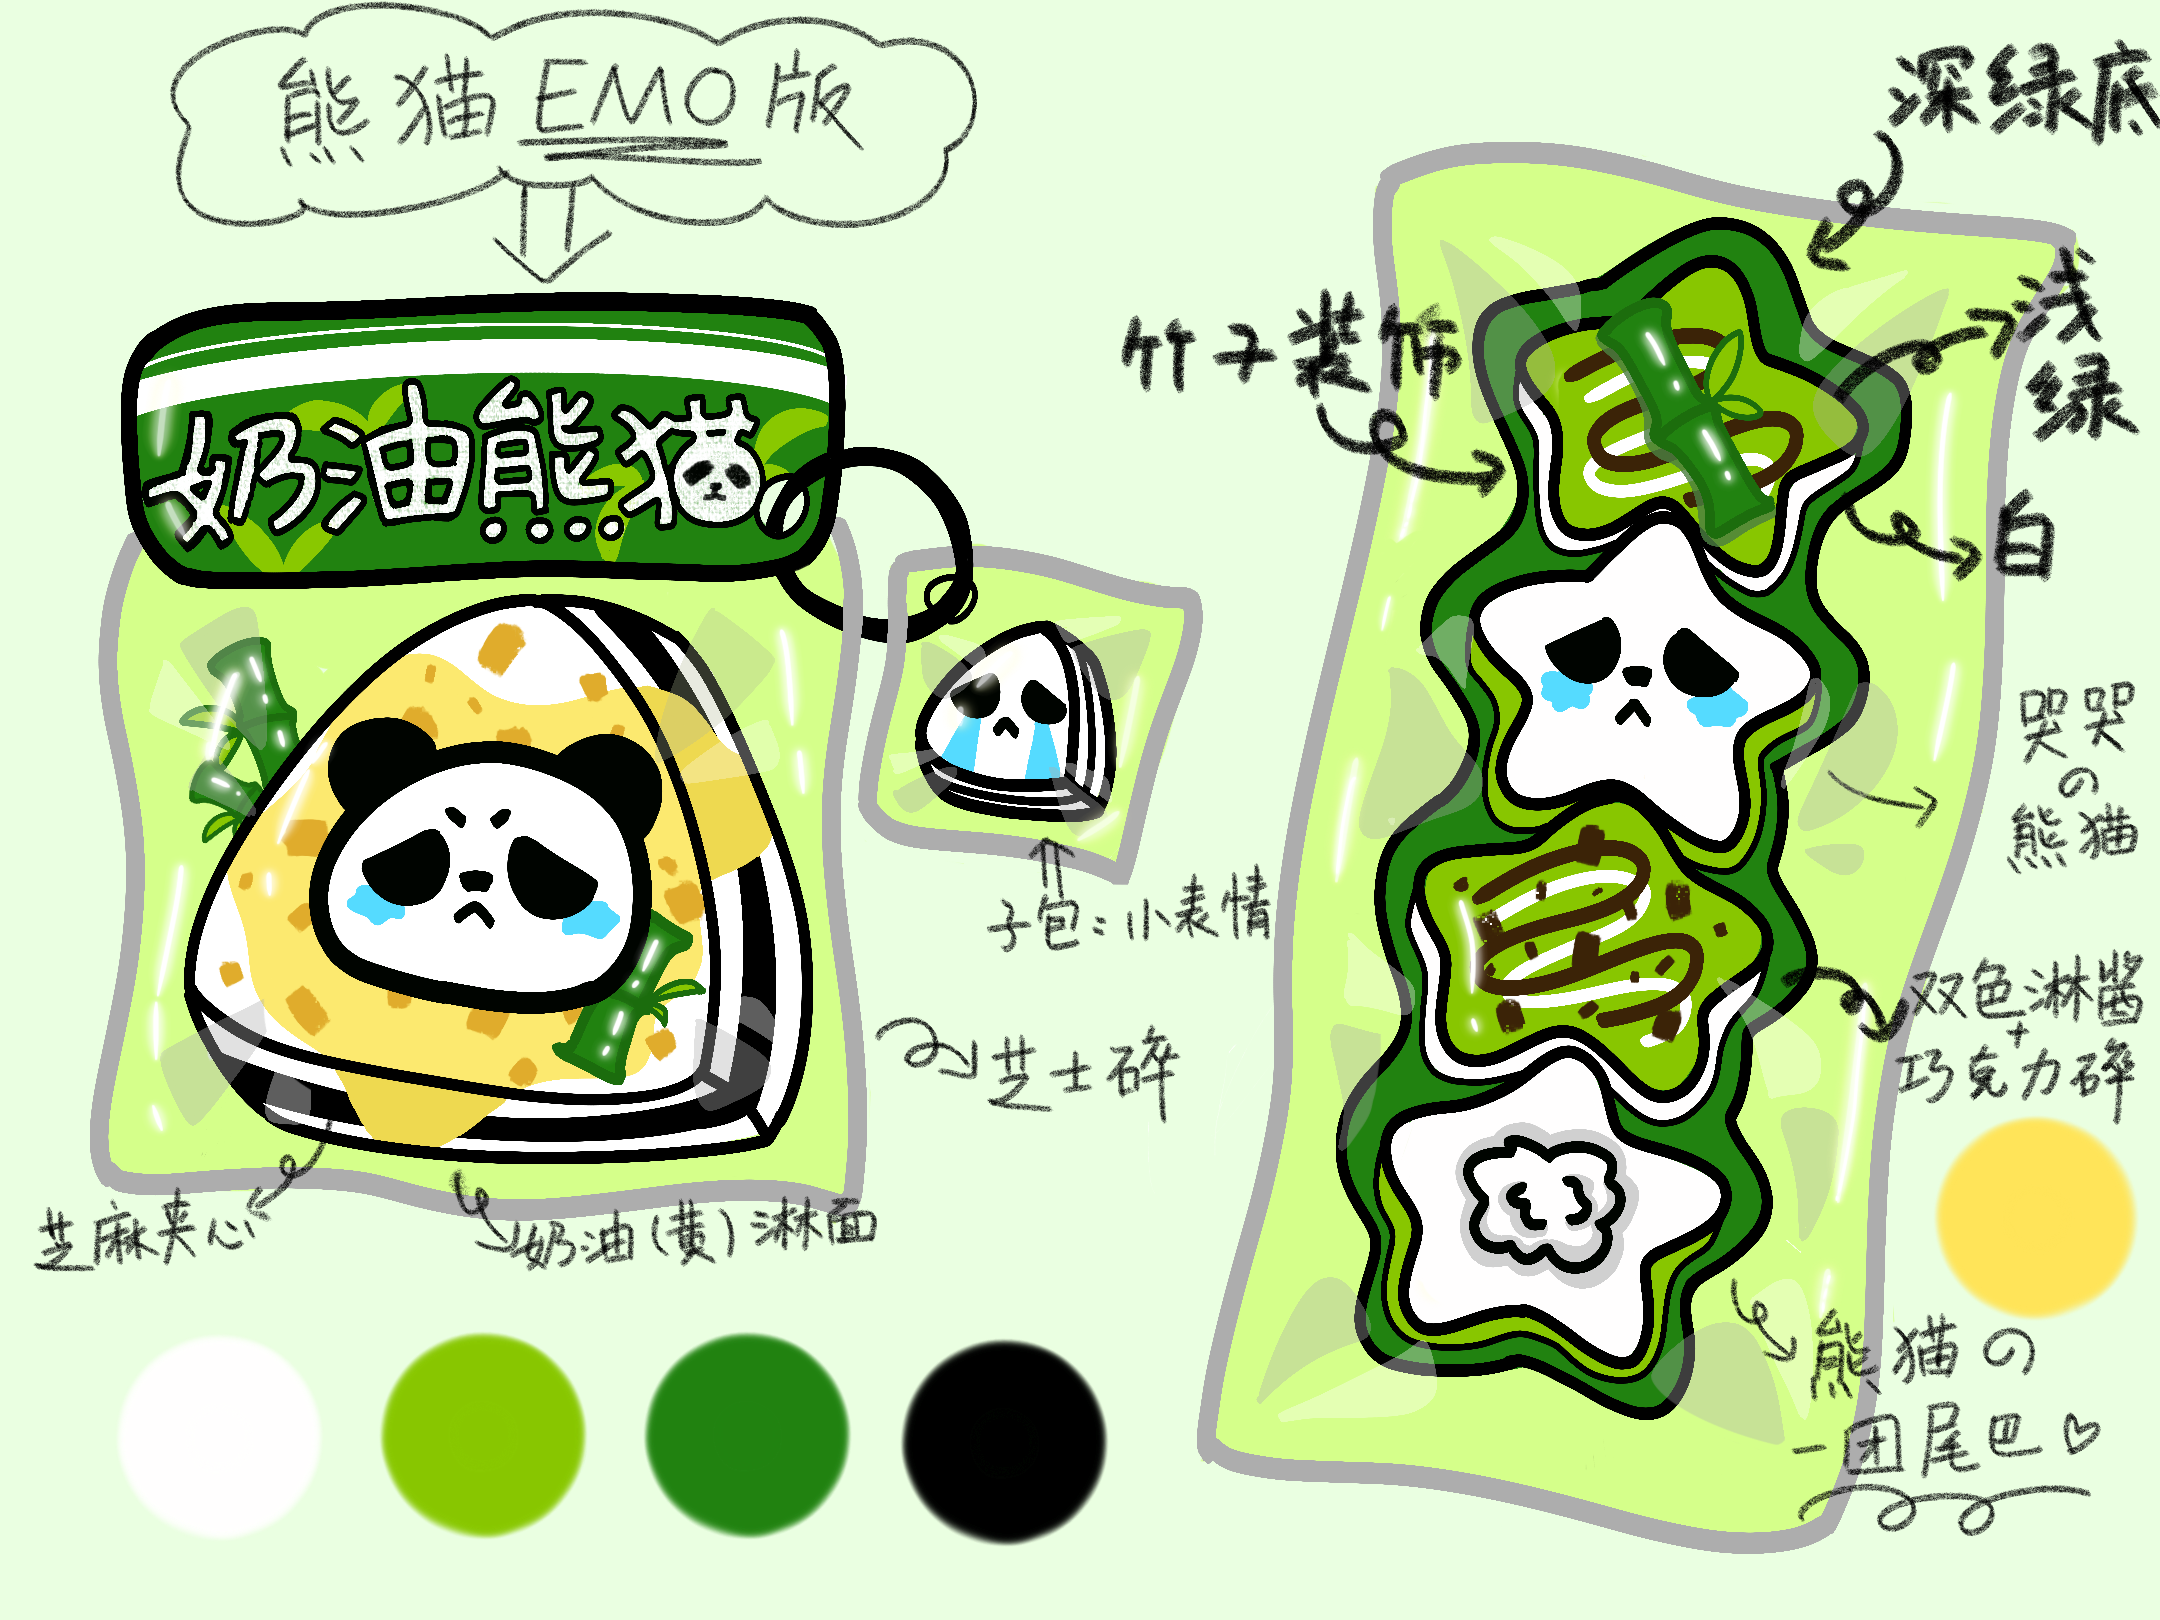 熊猫EMO版
奶油熊猫
子包:小表情
芝士碎
芝麻夹心
奶油(黄)淋面
深绿底
竹子装饰
浅
绿
白
哭哭
の
熊猫
双色淋酱
+
巧克力碎
熊猫の
一团尾巴♡